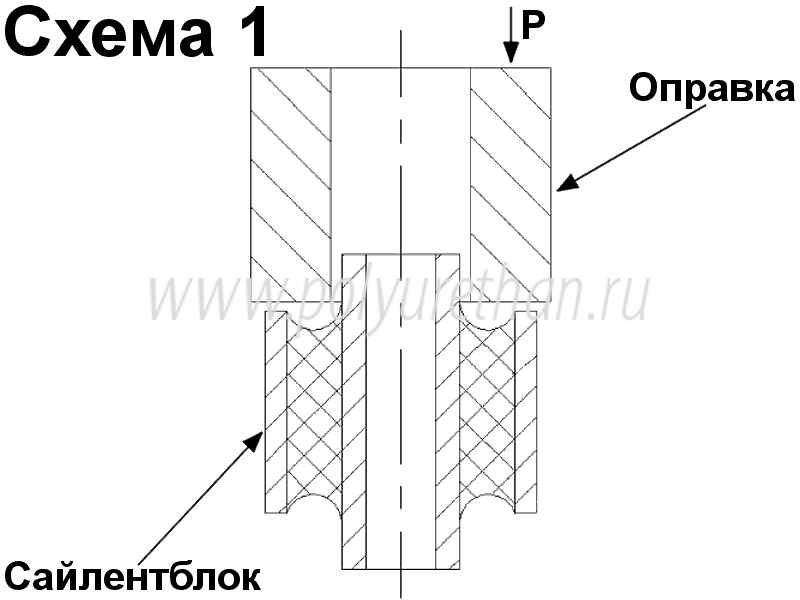 Схема 1
P
Оправка
www.polyurethan.ru
Сайлентблок